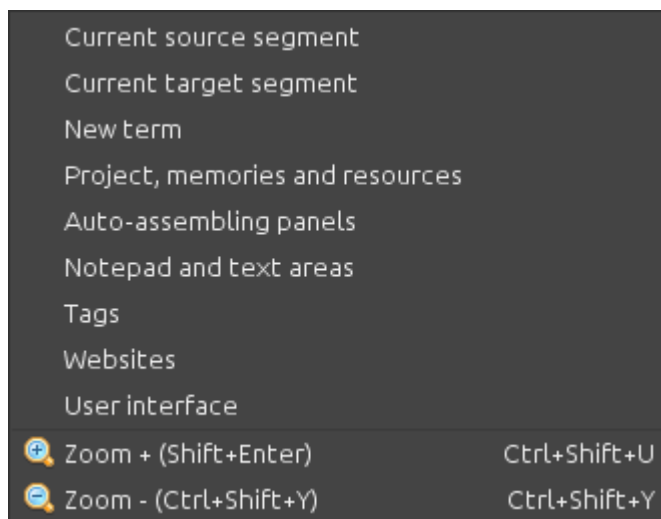 Current source segment
Current target segment
New term
Project, memories and resources
Auto-assembling panels
Notepad and text areas
Tags
Websites
User interface
Zoom + (Shift+Enter) Ctrl+Shift+U
Zoom - (Ctrl+Shift+Y) Ctrl+Shift+Y